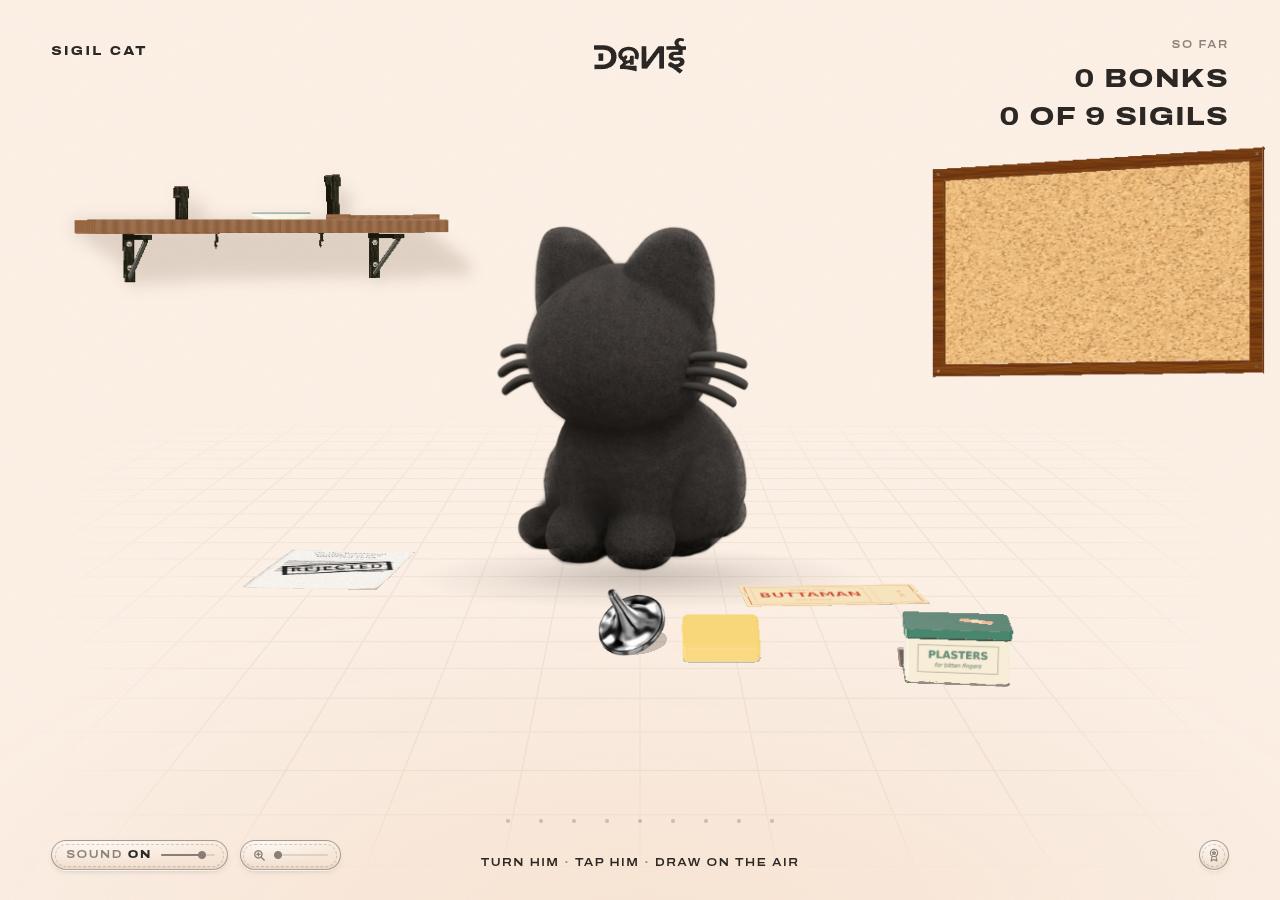 SIGIL CAT
SO FAR
0 BONKS
0 OF 9 SIGILS
REJECTED
BUTTAMAN
PLASTERS
for bitten fingers
SOUND ON
TURN HIM · TAP HIM · DRAW ON THE AIR